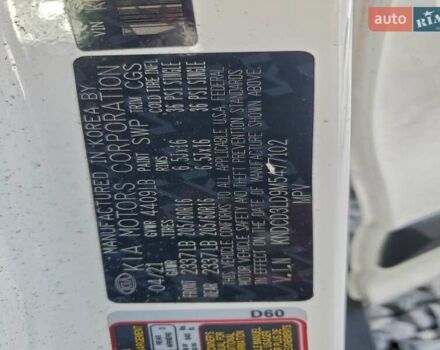 auto RIA
VIN
MANUFACTURED IN KOREA BY
KIA MOTORS CORPORATION
04/21 GVWR 4409LB PAINT SWP TRIM CGS
GAWR TIRES RIMS COLD TIRE INFL
FRONT 2337LB 205/60R16 6.5Jx16 36 PSI SINGLE
REAR 2337LB 205/60R16 6.5Jx16 36 PSI SINGLE
THIS VEHICLE CONFORMS TO ALL APPLICABLE U.S.A. FEDERAL
MOTOR VEHICLE SAFETY AND THEFT PREVENTION STANDARDS
IN EFFECT ON THE DATE OF MANUFACTURE SHOWN ABOVE.
V.I.N KNDCC3LD9M5477102
MPV
D60